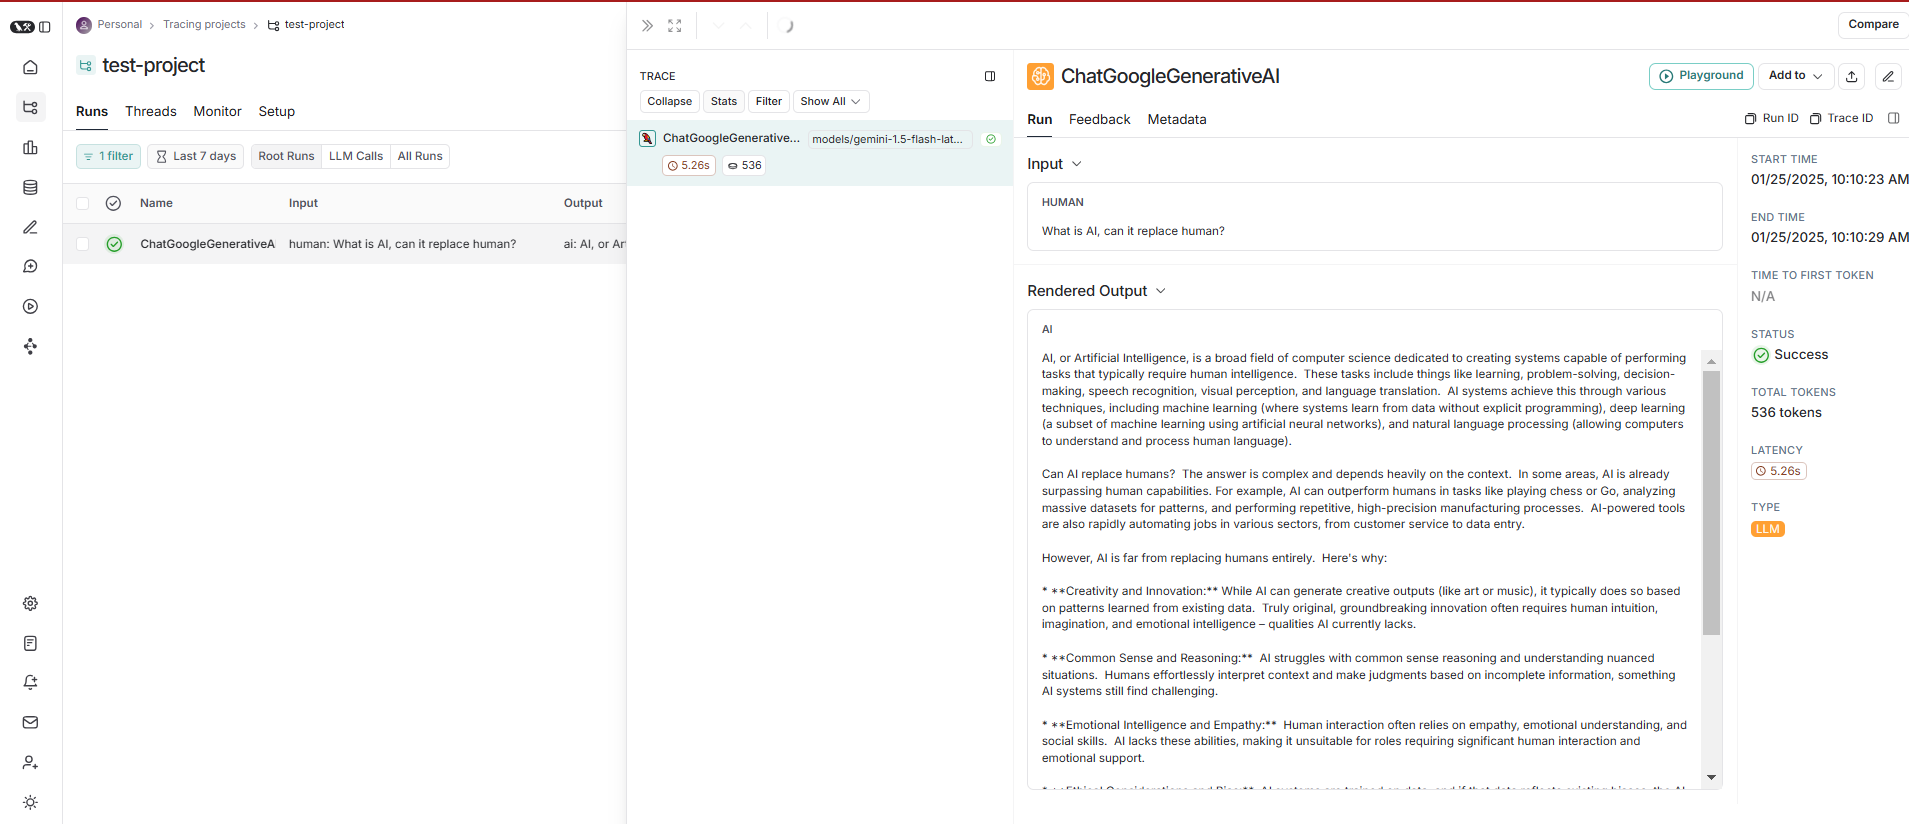 Personal > Tracing projects > test-project
test-project
Runs Threads Monitor Setup
1 filter Last 7 days Root Runs LLM Calls All Runs
Name Input Output
ChatGoogleGenerativeA human: What is AI, can it replace human? ai: AI, or Ar
TRACE
Collapse Stats Filter Show All
ChatGoogleGenerative... models/gemini-1.5-flash-lat...
5.26s 536
Compare
ChatGoogleGenerativeAI
Playground Add to
Run Feedback Metadata
Run ID Trace ID
Input
HUMAN
What is AI, can it replace human?
Rendered Output
AI
AI, or Artificial Intelligence, is a broad field of computer science dedicated to creating systems capable of performing
tasks that typically require human intelligence.  These tasks include things like learning, problem-solving, decision-
making, speech recognition, visual perception, and language translation.  AI systems achieve this through various
techniques, including machine learning (where systems learn from data without explicit programming), deep learning
(a subset of machine learning using artificial neural networks), and natural language processing (allowing computers
to understand and process human language).
Can AI replace humans?  The answer is complex and depends heavily on the context.  In some areas, AI is already
surpassing human capabilities. For example, AI can outperform humans in tasks like playing chess or Go, analyzing
massive datasets for patterns, and performing repetitive, high-precision manufacturing processes.  AI-powered tools
are also rapidly automating jobs in various sectors, from customer service to data entry.
However, AI is far from replacing humans entirely.  Here's why:
* **Creativity and Innovation:** While AI can generate creative outputs (like art or music), it typically does so based
on patterns learned from existing data.  Truly original, groundbreaking innovation often requires human intuition,
imagination, and emotional intelligence – qualities AI currently lacks.
* **Common Sense and Reasoning:**  AI struggles with common sense reasoning and understanding nuanced
situations.  Humans effortlessly interpret context and make judgments based on incomplete information, something
AI systems still find challenging.
* **Emotional Intelligence and Empathy:**  Human interaction often relies on empathy, emotional understanding, and
social skills.  AI lacks these abilities, making it unsuitable for roles requiring significant human interaction and
emotional support.
* **Ethical Considerations and Bias:** AI systems are trained on data, and if that data reflects existing biases, the AI
START TIME
01/25/2025, 10:10:23 AM
END TIME
01/25/2025, 10:10:29 AM
TIME TO FIRST TOKEN
N/A
STATUS
Success
TOTAL TOKENS
536 tokens
LATENCY
5.26s
TYPE
LLM